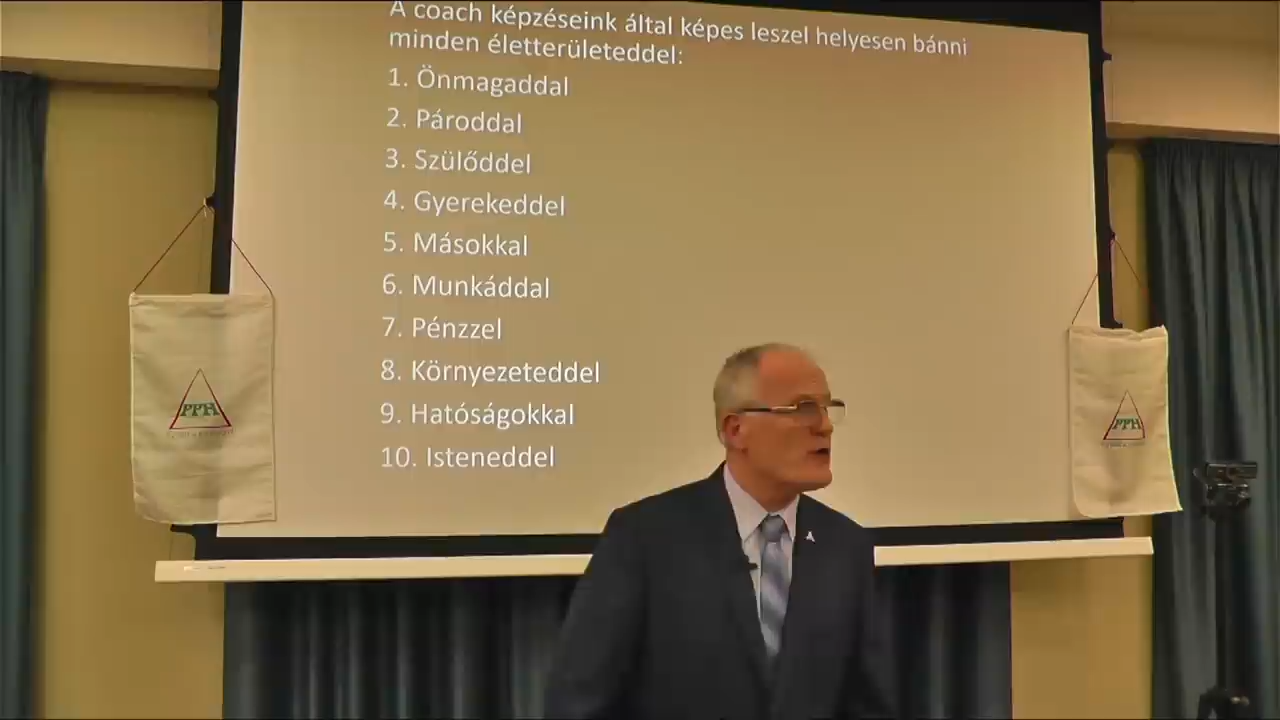 A coach képzéseink által képes leszel helyesen bánni
minden életterületeddel:
1. Önmagaddal
2. Pároddal
3. Szülőddel
4. Gyerekeddel
5. Másokkal
6. Munkáddal
7. Pénzzel
8. Környezeteddel
9. Hatóságokkal
10. Isteneddel
PPH
PPH